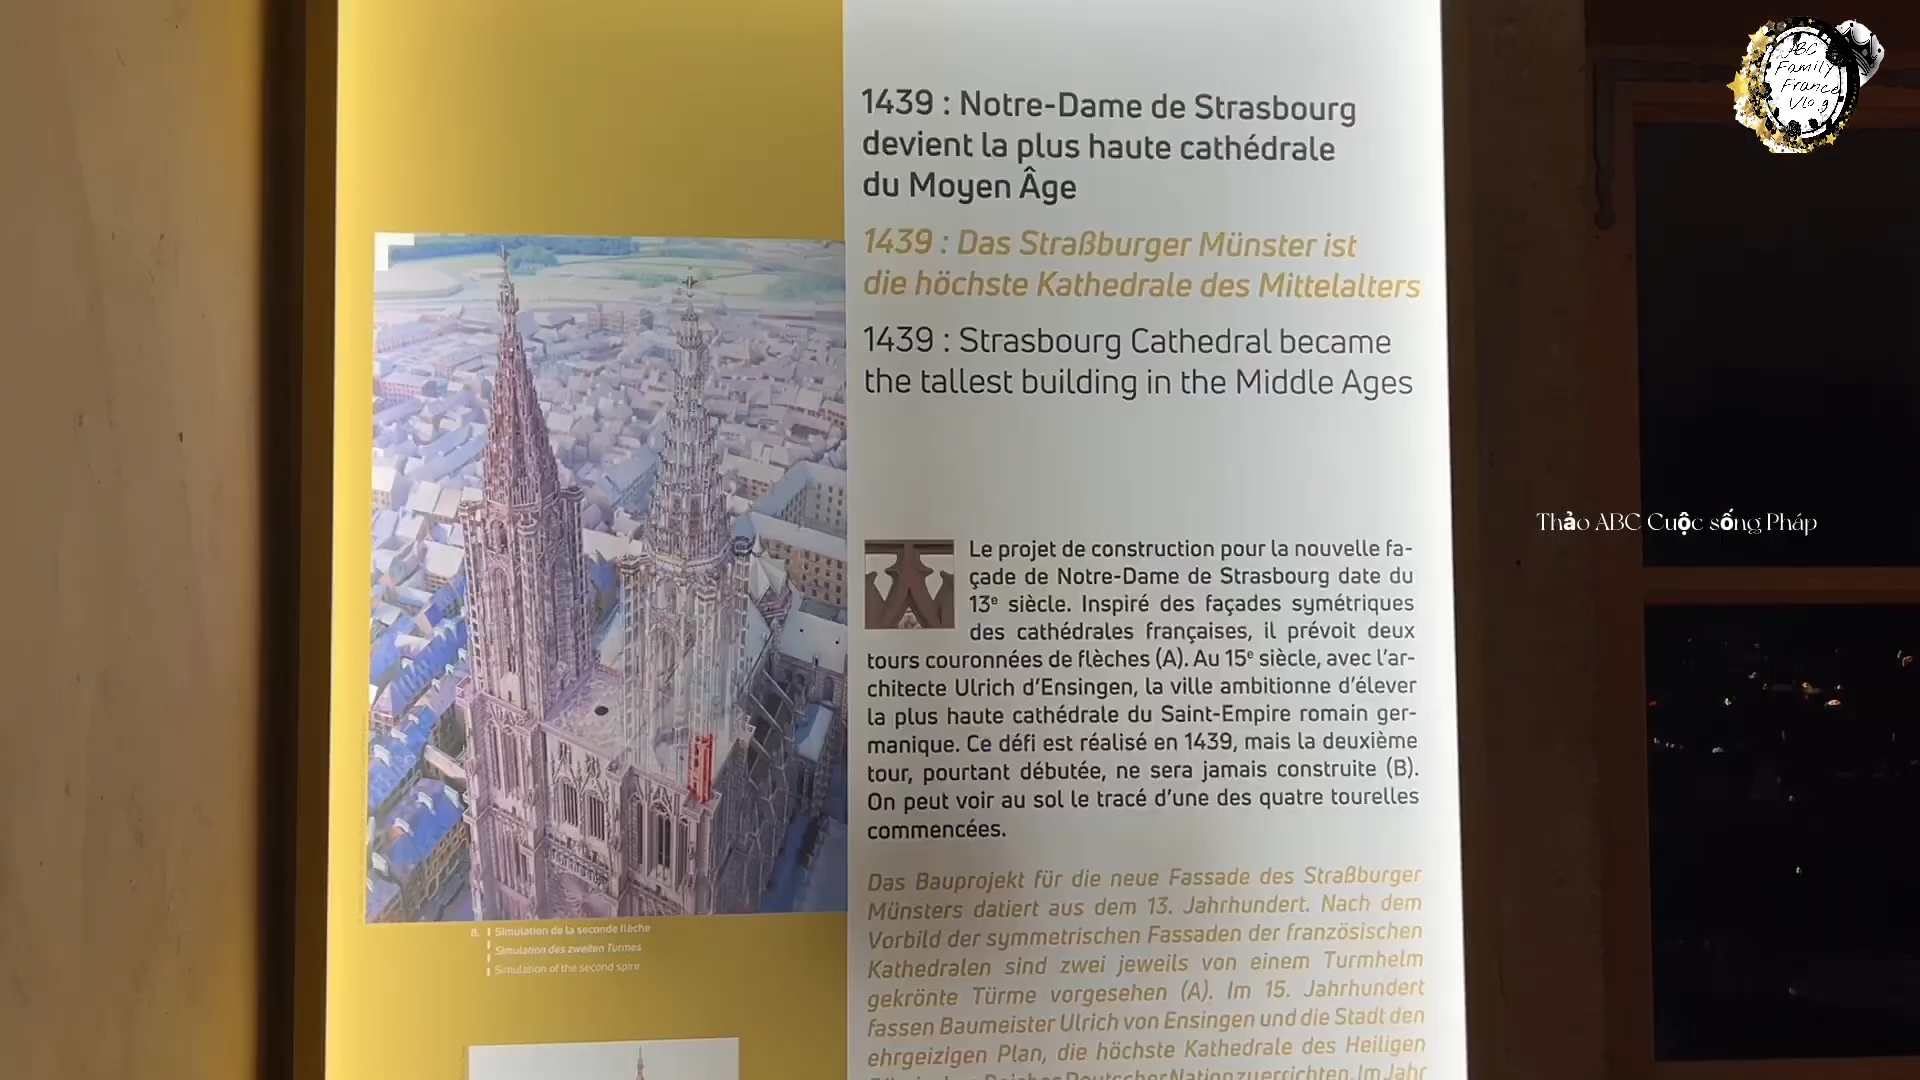 JBC
Family
France
Vlog
1439 : Notre-Dame de Strasbourg
devient la plus haute cathédrale
du Moyen Âge
1439 : Das Straßburger Münster ist
die höchste Kathedrale des Mittelalters
1439 : Strasbourg Cathedral became
the tallest building in the Middle Ages
Thảo ABC Cuộc sống Pháp
Le projet de construction pour la nouvelle fa-
çade de Notre-Dame de Strasbourg date du
13e siècle. Inspiré des façades symétriques
des cathédrales françaises, il prévoit deux
tours couronnées de flèches (A). Au 15e siècle, avec l'ar-
chitecte Ulrich d'Ensingen, la ville ambitionne d'élever
la plus haute cathédrale du Saint-Empire romain ger-
manique. Ce défi est réalisé en 1439, mais la deuxième
tour, pourtant débutée, ne sera jamais construite (B).
On peut voir au sol le tracé d'une des quatre tourelles
commencées.
Das Bauprojekt für die neue Fassade des Straßburger
Münsters datiert aus dem 13. Jahrhundert. Nach dem
Vorbild der symmetrischen Fassaden der französischen
Kathedralen sind zwei jeweils von einem Turmhelm
gekrönte Türme vorgesehen (A). Im 15. Jahrhundert
fassen Baumeister Ulrich von Ensingen und die Stadt den
ehrgeizigen Plan, die höchste Kathedrale des Heiligen
Deutscher Nation zu errichten. Im Jahr
B. Simulation de la seconde flèche
Simulation des zweiten Turmes
Simulation of the second spire